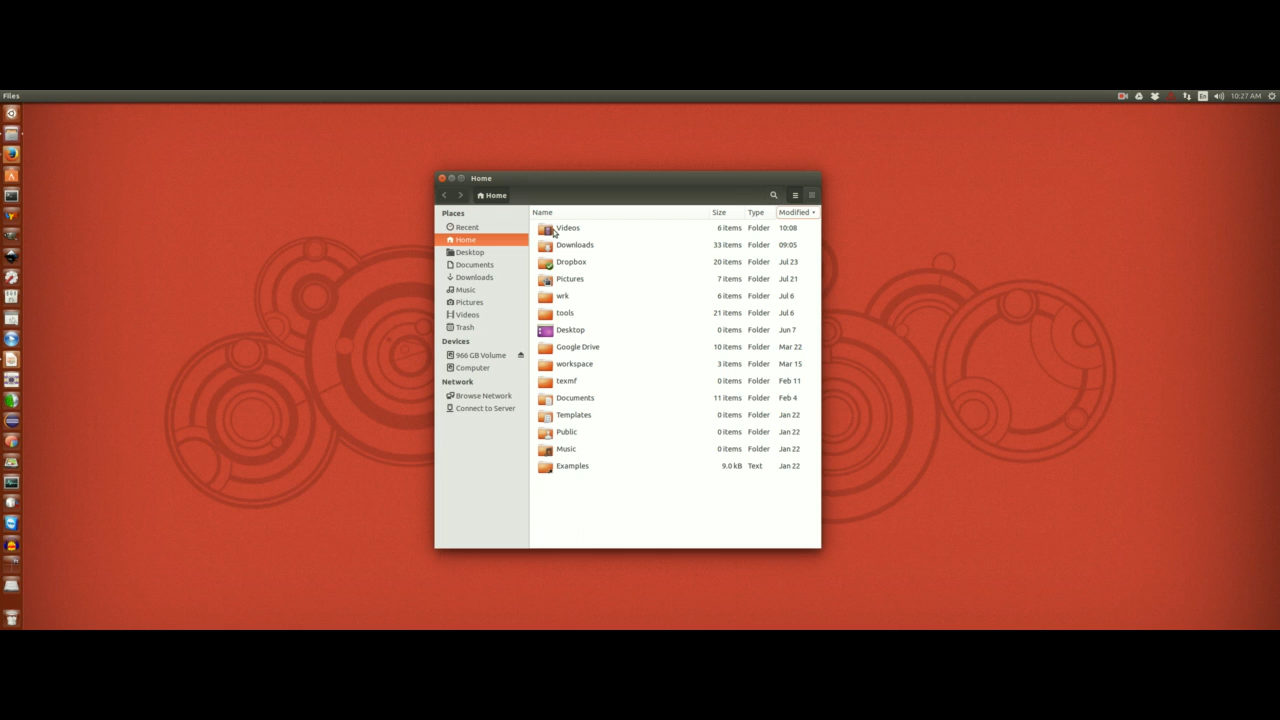 Files En 10:27 AM
Home
Home
Places
Recent
Home
Desktop
Documents
Downloads
Music
Pictures
Videos
Trash
Devices
966 GB Volume
Computer
Network
Browse Network
Connect to Server
Name Size Type Modified
Videos 6 items Folder 10:08
Downloads 33 items Folder 09:05
Dropbox 20 items Folder Jul 23
Pictures 7 items Folder Jul 21
wrk 6 items Folder Jul 6
tools 21 items Folder Jul 6
Desktop 0 items Folder Jun 7
Google Drive 10 items Folder Mar 22
workspace 3 items Folder Mar 15
texmf 0 items Folder Feb 11
Documents 11 items Folder Feb 4
Templates 0 items Folder Jan 22
Public 0 items Folder Jan 22
Music 0 items Folder Jan 22
Examples 9.0 kB Text Jan 22